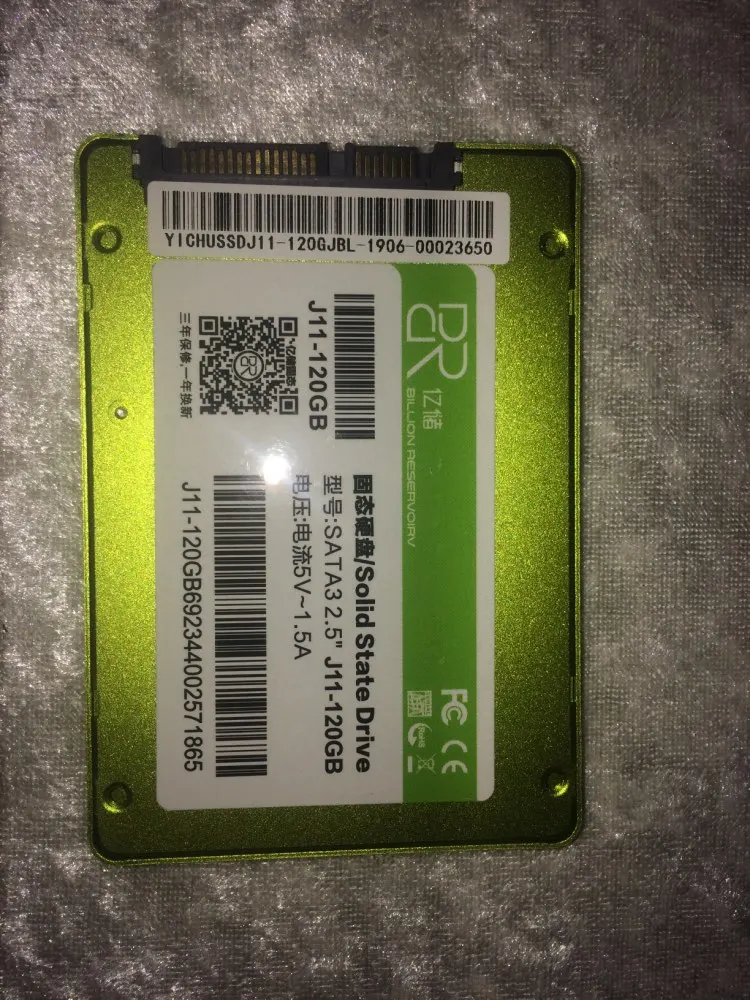 YICHUSSDJ11-120GJBL-1906-00023650
BR
亿储
BILLION RESERVOIRV
FC CE
RoHS
J11-120GB
三年保修,一年换新
固态硬盘/Solid State Drive
型号:SATA3 2.5" J11-120GB
电压:电流5V~1.5A
J11-120GB692344002571865